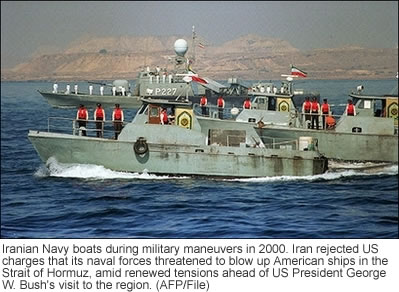 P227
Iranian Navy boats during military maneuvers in 2000. Iran rejected US
charges that its naval forces threatened to blow up American ships in the
Strait of Hormuz, amid renewed tensions ahead of US President George
W. Bush's visit to the region. (AFP/File)